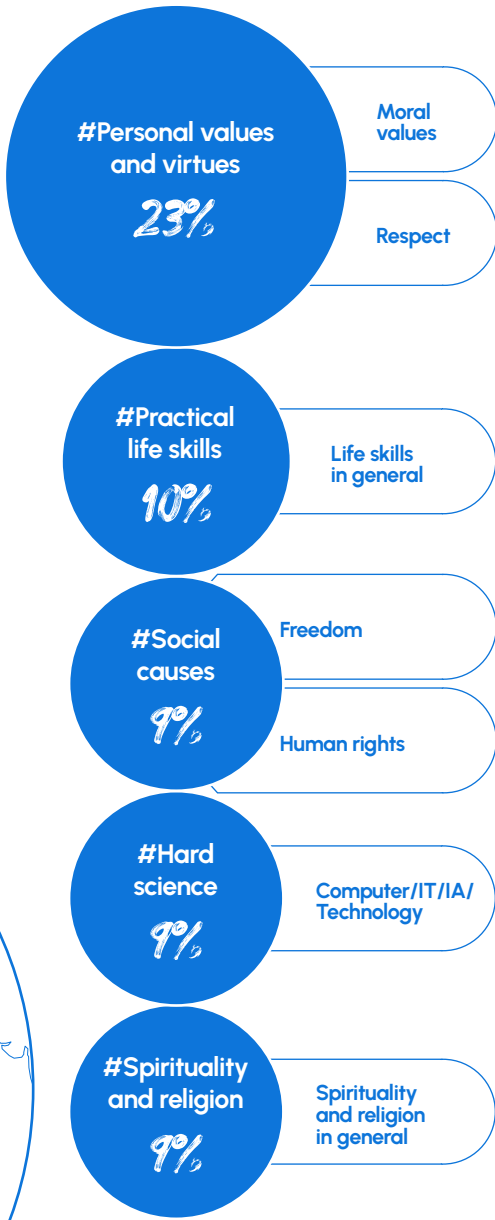 #Personal values
and virtues
23%
Moral
values
Respect
#Practical
life skills
10%
Life skills
in general
#Social
causes
9%
Freedom
Human rights
#Hard
science
9%
Computer/IT/IA/
Technology
#Spirituality
and religion
9%
Spirituality
and religion
in general